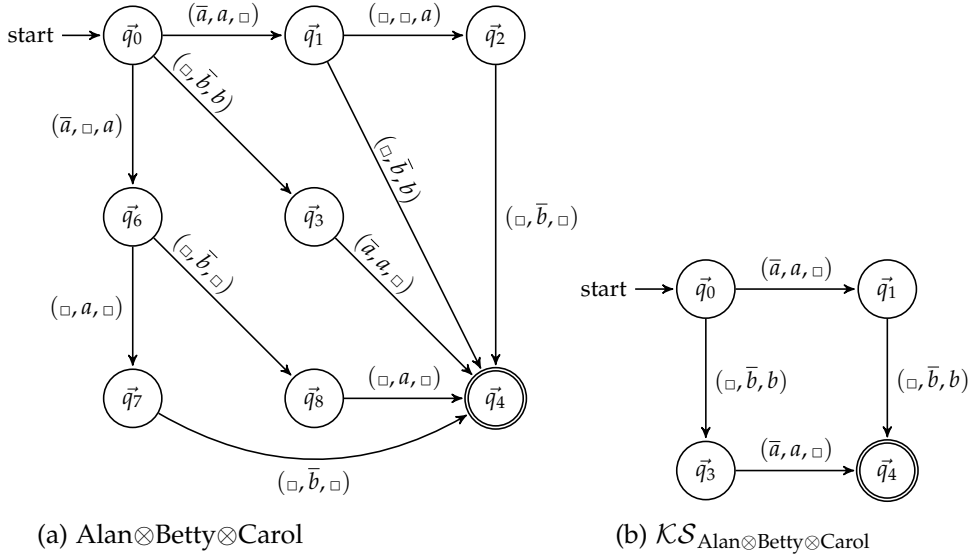 start
q⃗0
(a̅, a, □)
q⃗1
(□, □, a)
q⃗2
(□, b̅, b)
(a̅, □, a)
(□, b̅, b)
q⃗6
q⃗3
(□, b̅, □)
(□, b̅, □)
(a̅, a, □)
(□, a, □)
q⃗7
q⃗8
(□, a, □)
q⃗4
(□, b̅, □)
(a) Alan⊗Betty⊗Carol
start
q⃗0
(a̅, a, □)
q⃗1
(□, b̅, b)
(□, b̅, b)
q⃗3
(a̅, a, □)
q⃗4
(b) 𝒦𝒮Alan⊗Betty⊗Carol